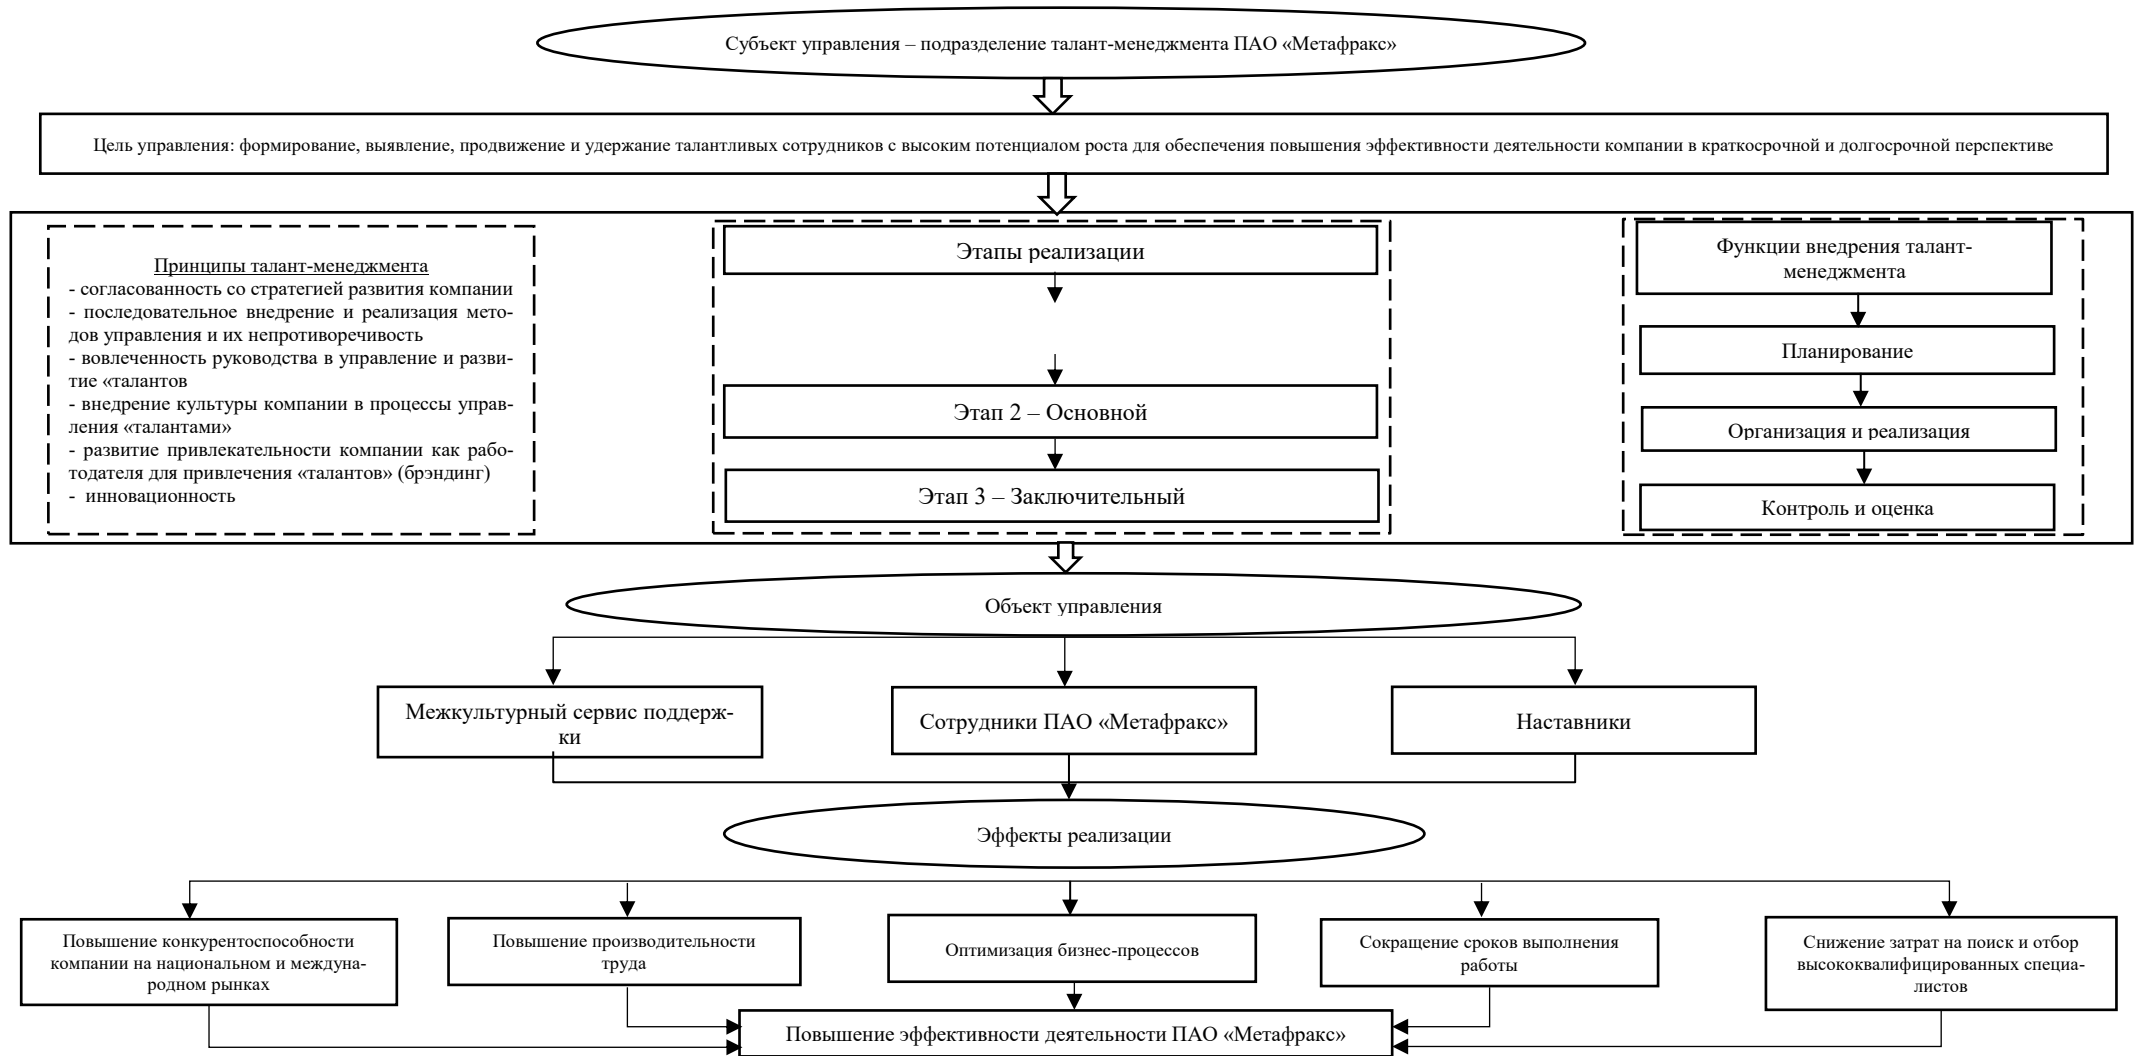 Субъект управления – подразделение талант-менеджмента ПАО «Метафракс»
Цель управления: формирование, выявление, продвижение и удержание талантливых сотрудников с высоким потенциалом роста для обеспечения повышения эффективности деятельности компании в краткосрочной и долгосрочной перспективе
Принципы талант-менеджмента
- согласованность со стратегией развития компании
- последовательное внедрение и реализация мето-
дов управления и их непротиворечивость
- вовлеченность руководства в управление и разви-
тие «талантов
- внедрение культуры компании в процессы управ-
ления «талантами»
- развитие привлекательности компании как рабо-
тодателя для привлечения «талантов» (брэндинг)
- инновационность
Этапы реализации
Этап 2 – Основной
Этап 3 – Заключительный
Функции внедрения талант-
менеджмента
Планирование
Организация и реализация
Контроль и оценка
Объект управления
Межкультурный сервис поддерж-
ки
Сотрудники ПАО «Метафракс»
Наставники
Эффекты реализации
Повышение конкурентоспособности
компании на национальном и междуна-
родном рынках
Повышение производительности
труда
Оптимизация бизнес-процессов
Сокращение сроков выполнения
работы
Снижение затрат на поиск и отбор
высококвалифицированных специа-
листов
Повышение эффективности деятельности ПАО «Метафракс»